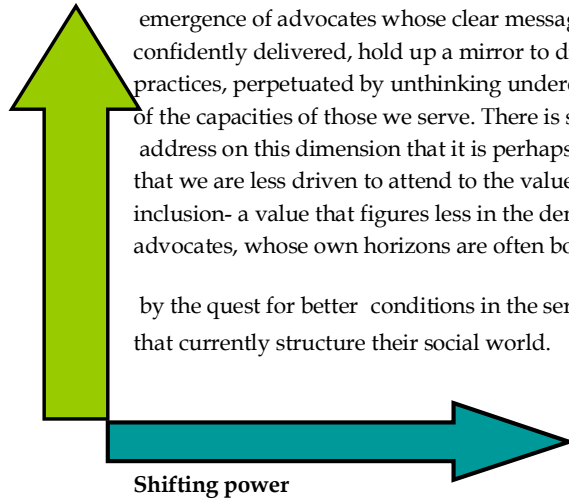 emergence of advocates whose clear messag
confidently delivered, hold up a mirror to d
practices, perpetuated by unthinking under
of the capacities of those we serve. There is s
address on this dimension that it is perhaps
that we are less driven to attend to the value
inclusion- a value that figures less in the de
advocates, whose own horizons are often bo
by the quest for better conditions in the ser
that currently structure their social world.
Shifting power